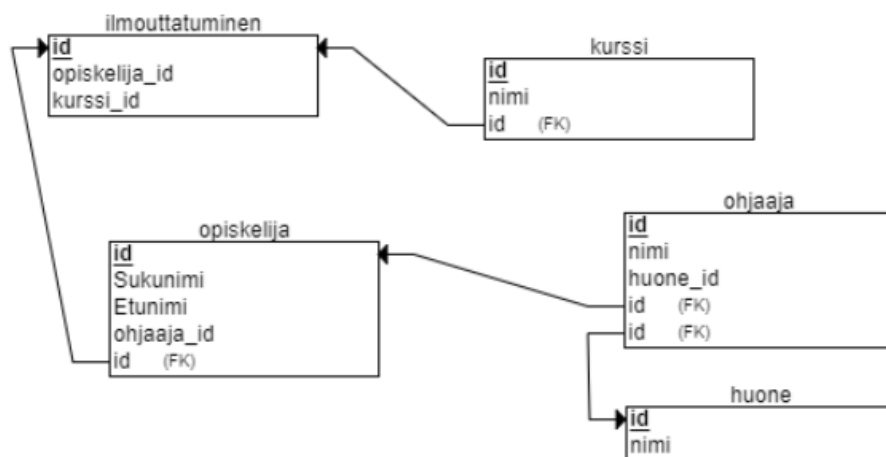 ilmouttatuminen
id
opiskelija_id
kurssi_id
kurssi
id
nimi
id (FK)
opiskelija
id
Sukunimi
Etunimi
ohjaaja_id
id (FK)
ohjaaja
id
nimi
huone_id
id (FK)
id (FK)
huone
id
nimi